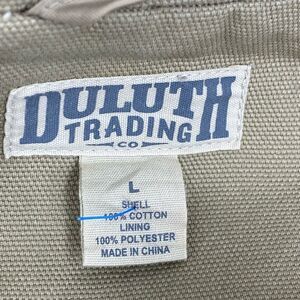 DULUTH
TRADING
CO
L
SHELL
100% COTTON
LINING
100% POLYESTER
MADE IN CHINA